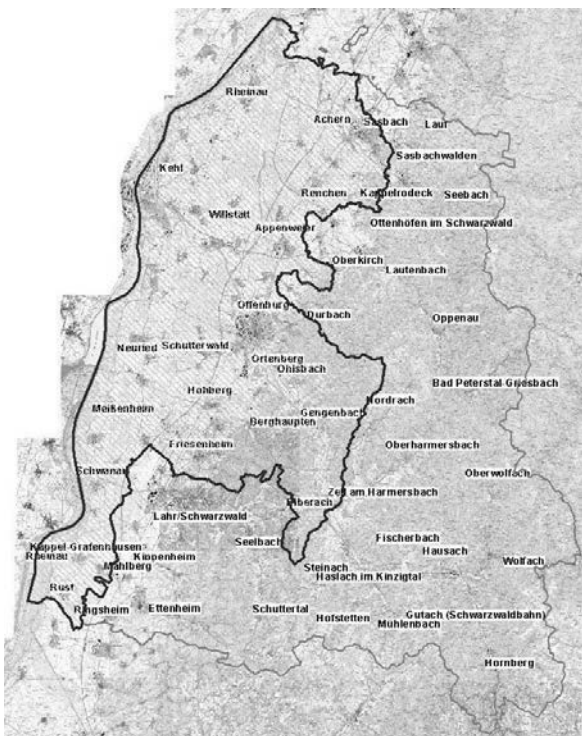 Rheinau
Achern
Sasbach
Lauf
Sasbachwalden
Kehl
Renchen
Kappelrodeck
Seebach
Willstätt
Appenweier
Ottenhöfen im Schwarzwald
Oberkirch
Lautenbach
Offenburg
Durbach
Oppenau
Neuried
Schutterwald
Ortenberg
Ohlsbach
Hohberg
Bad Peterstal-Griesbach
Nordrach
Meißenheim
Gengenbach
Berghaupten
Friesenheim
Oberharmersbach
Schwanau
Oberwolfach
Zell am Harmersbach
Biberach
Lahr/Schwarzwald
Seelbach
Fischerbach
Kappel-Grafenhausen
Rheinau
Kippenheim
Hausach
Mahlberg
Steinach
Wolfach
Haslach im Kinzigtal
Rust
Ringsheim
Ettenheim
Schuttertal
Hofstetten
Gutach (Schwarzwaldbahn)
Mühlenbach
Hornberg